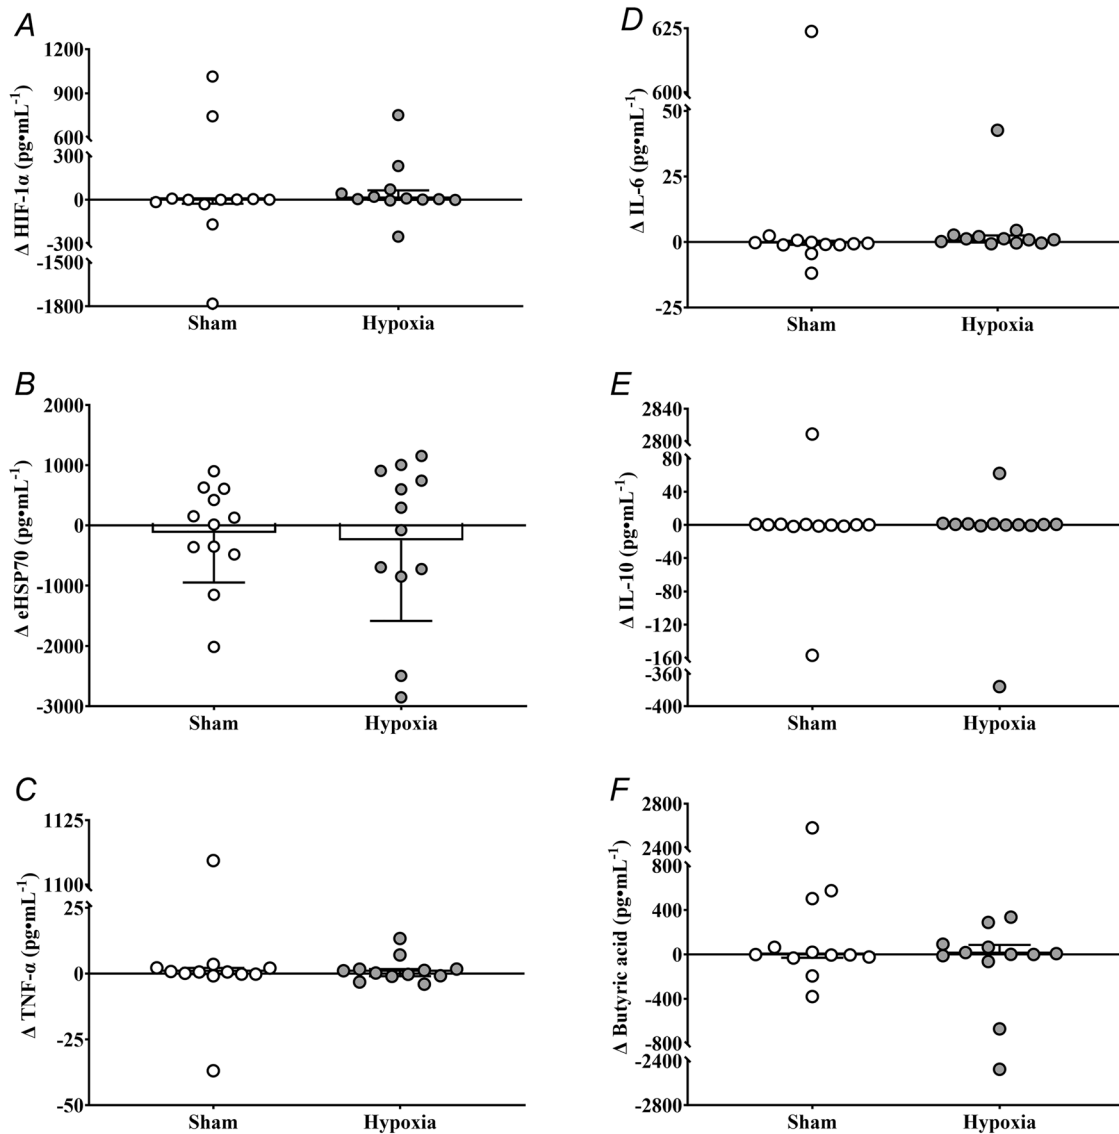 A
Δ HIF-1α (pg•mL⁻¹)
1200
900
600
300
0
-300
-1500
-1800
Sham Hypoxia
B
Δ eHSP70 (pg•mL⁻¹)
2000
1000
0
-1000
-2000
-3000
Sham Hypoxia
C
Δ TNF-α (pg•mL⁻¹)
1125
1100
25
0
-25
-50
Sham Hypoxia
D
Δ IL-6 (pg•mL⁻¹)
625
600
50
25
0
-25
Sham Hypoxia
E
Δ IL-10 (pg•mL⁻¹)
2840
2800
80
40
0
-40
-80
-120
-160
-360
-400
Sham Hypoxia
F
Δ Butyric acid (pg•mL⁻¹)
2800
2400
800
400
0
-400
-800
-2400
-2800
Sham Hypoxia